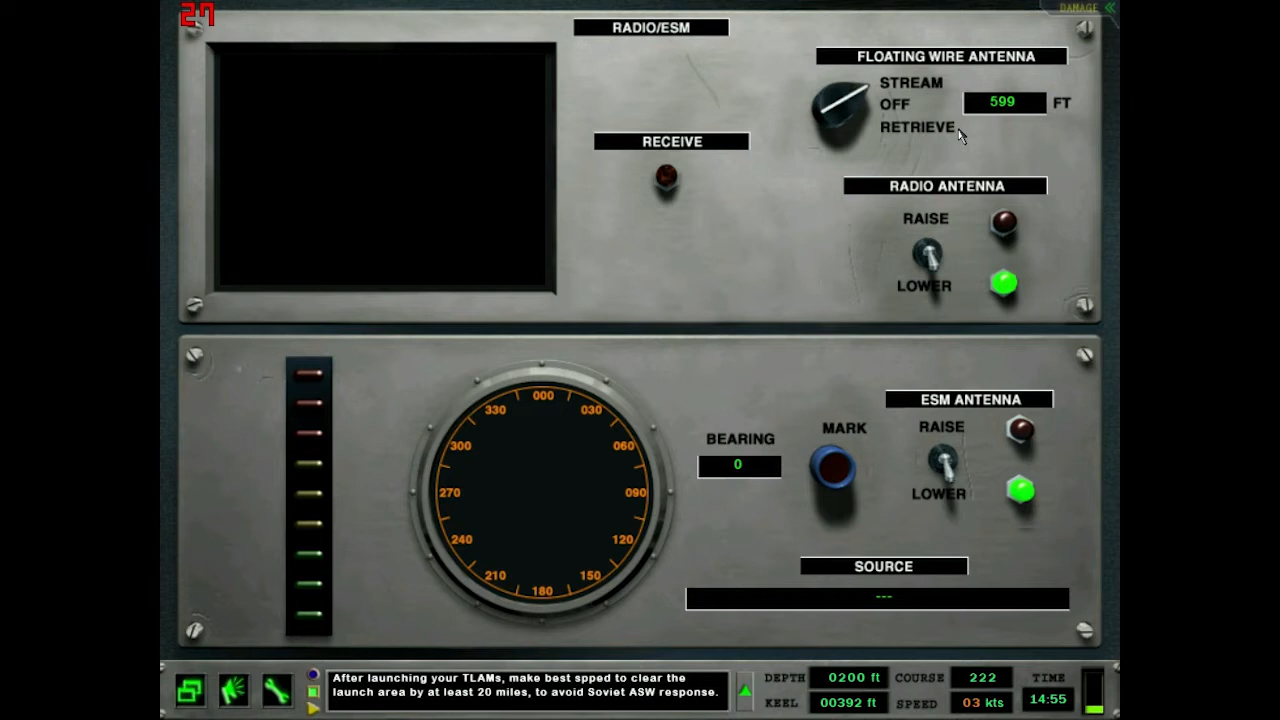 27
DAMAGE
RADIO/ESM
FLOATING WIRE ANTENNA
STREAM
OFF
RETRIEVE
599
FT
RECEIVE
RADIO ANTENNA
RAISE
LOWER
000
030
060
090
120
150
180
210
240
270
300
330
BEARING
0
MARK
ESM ANTENNA
RAISE
LOWER
SOURCE
---
After launching your TLAMs, make best spped to clear the
launch area by at least 20 miles, to avoid Soviet ASW response.
DEPTH 0200 ft COURSE 222 TIME
KEEL 00392 ft SPEED 03 kts 14:55